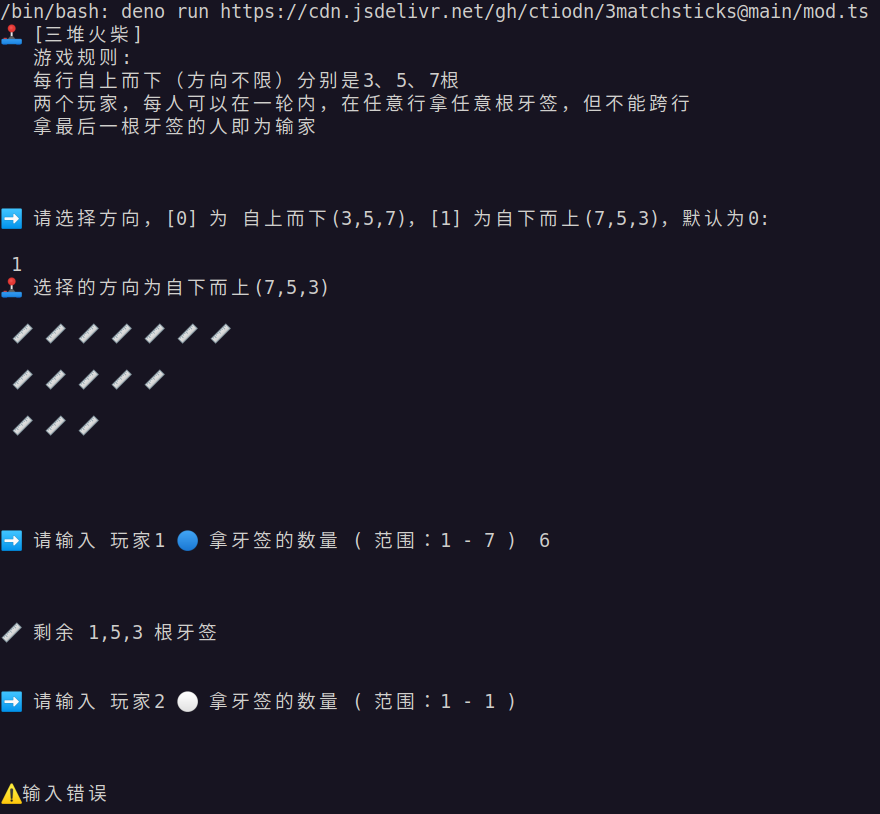 /bin/bash: deno run https://cdn.jsdelivr.net/gh/ctiodn/3matchsticks@main/mod.ts
[三堆火柴]
游戏规则:
每行自上而下（方向不限）分别是3、5、7根
两个玩家，每人可以在一轮内，在任意行拿任意根牙签，但不能跨行
拿最后一根牙签的人即为输家
请选择方向，[0] 为 自上而下(3,5,7)，[1] 为自下而上(7,5,3)，默认为0:
1
选择的方向为自下而上(7,5,3)
请输入 玩家1 拿牙签的数量 ( 范围：1 - 7 ) 6
剩余 1,5,3 根牙签
请输入 玩家2 拿牙签的数量 ( 范围：1 - 1 )
输入错误